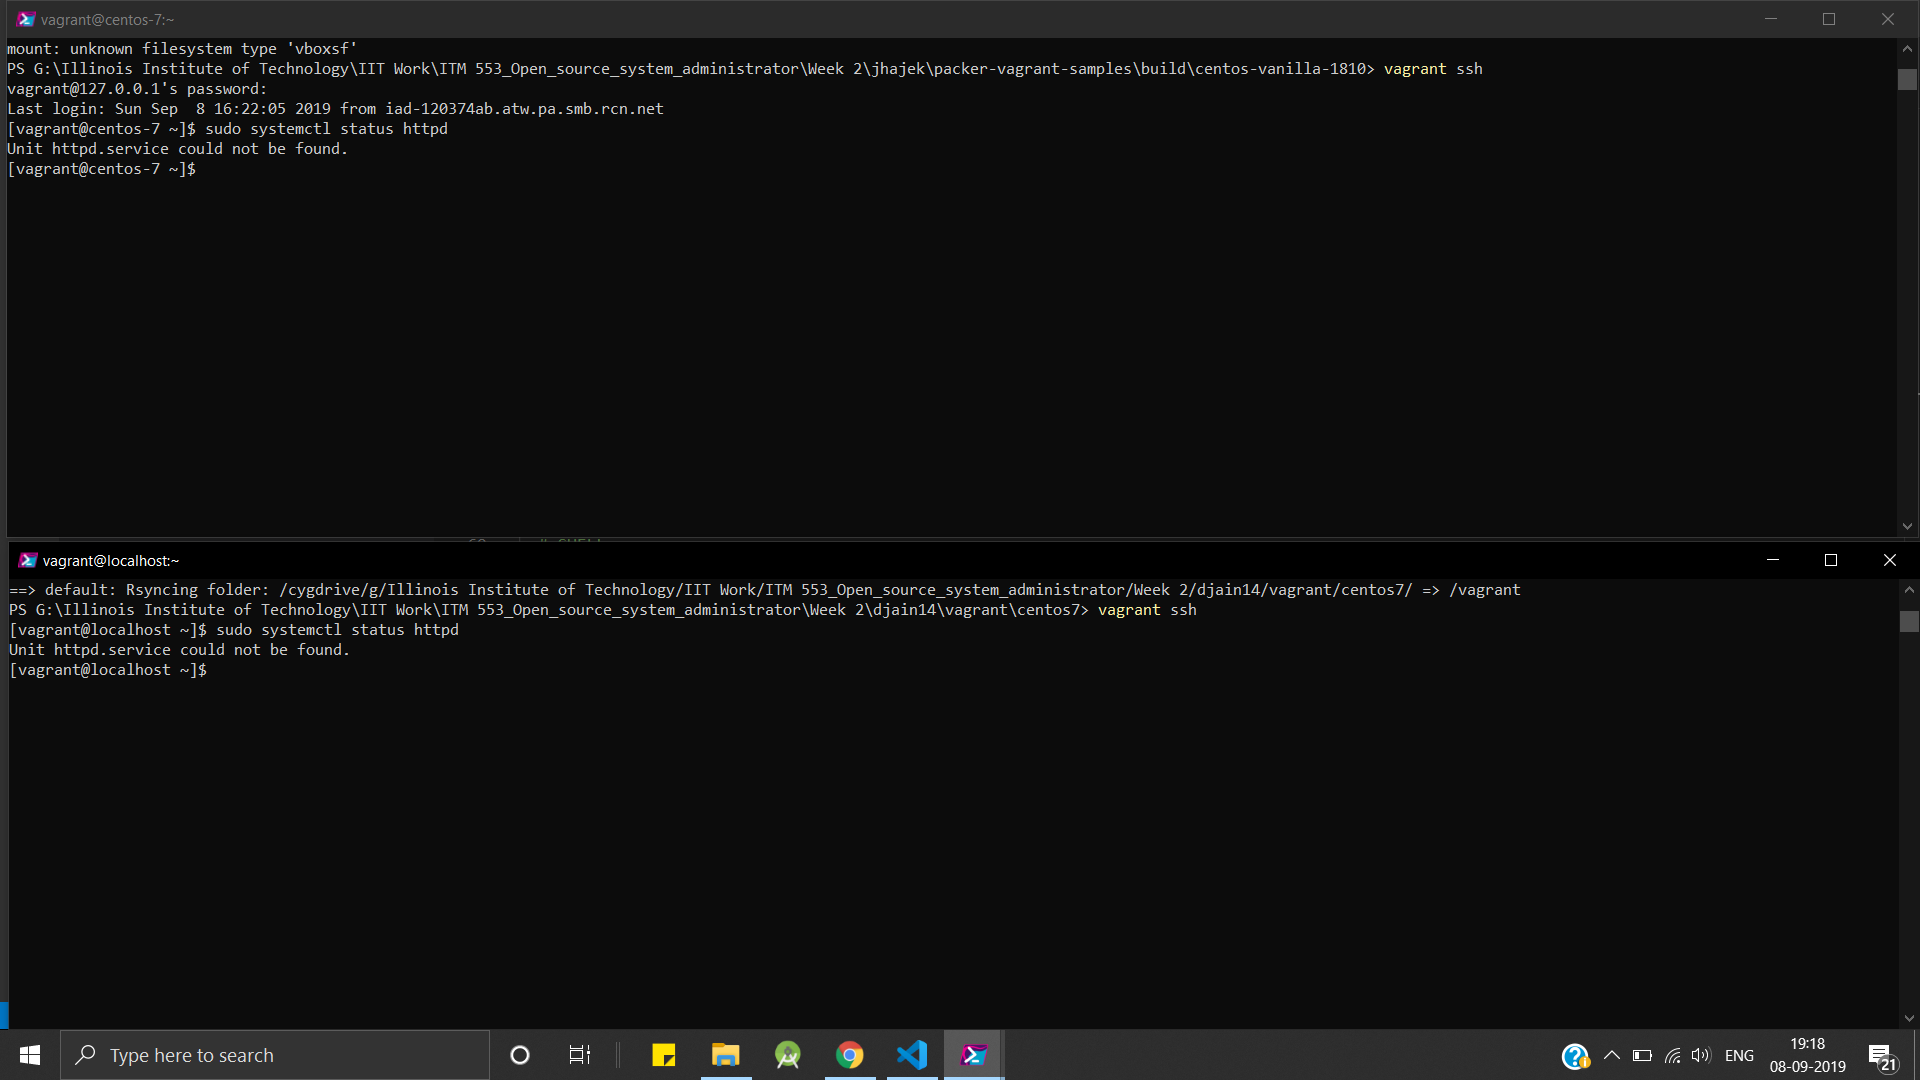 vagrant@centos-7:~
mount: unknown filesystem type 'vboxsf'
PS G:\Illinois Institute of Technology\IIT Work\ITM 553_Open_source_system_administrator\Week 2\jhajek\packer-vagrant-samples\build\centos-vanilla-1810> vagrant ssh
vagrant@127.0.0.1's password:
Last login: Sun Sep  8 16:22:05 2019 from iad-120374ab.atw.pa.smb.rcn.net
[vagrant@centos-7 ~]$ sudo systemctl status httpd
Unit httpd.service could not be found.
[vagrant@centos-7 ~]$
vagrant@localhost:~
==> default: Rsyncing folder: /cygdrive/g/Illinois Institute of Technology/IIT Work/ITM 553_Open_source_system_administrator/Week 2/djain14/vagrant/centos7/ => /vagrant
PS G:\Illinois Institute of Technology\IIT Work\ITM 553_Open_source_system_administrator\Week 2\djain14\vagrant\centos7> vagrant ssh
[vagrant@localhost ~]$ sudo systemctl status httpd
Unit httpd.service could not be found.
[vagrant@localhost ~]$
Type here to search
ENG
19:18
08-09-2019
21